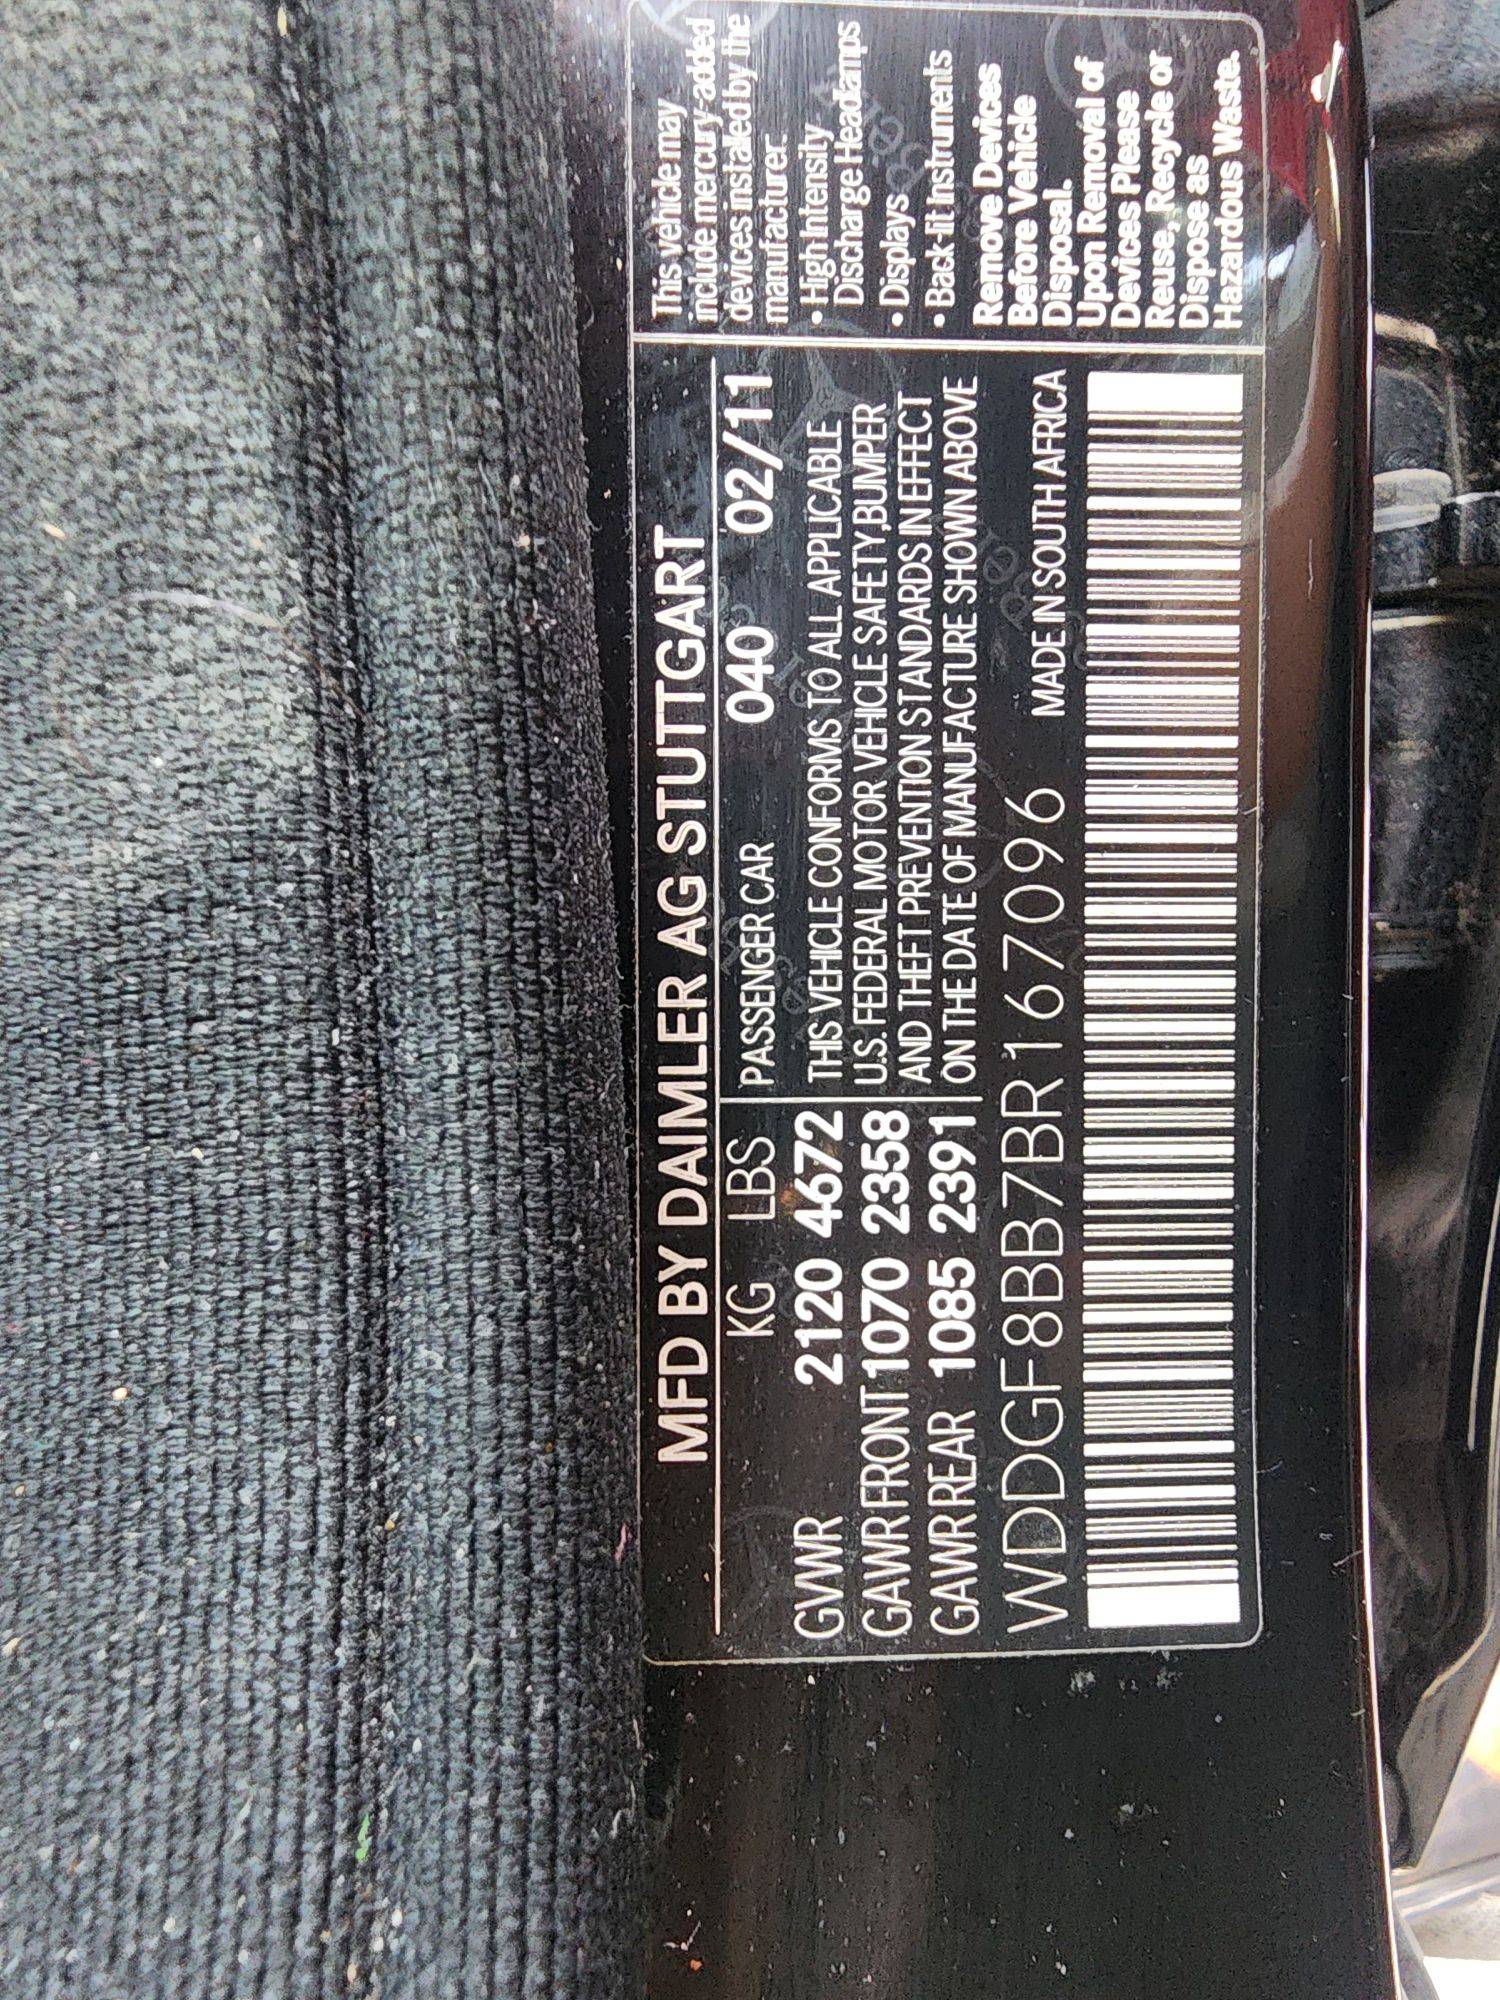 MFD BY DAIMLER AG STUTTGART
KG LBS PASSENGER CAR 040 02/11
GVWR 2120 4672
GAWR FRONT 1070 2358
GAWR REAR 1085 2391
THIS VEHICLE CONFORMS TO ALL APPLICABLE
U.S. FEDERAL MOTOR VEHICLE SAFETY,BUMPER
AND THEFT PREVENTION STANDARDS IN EFFECT
ON THE DATE OF MANUFACTURE SHOWN ABOVE
WDDGF8BB7BR167096 MADE IN SOUTH AFRICA
This vehicle may
include mercury-added
devices installed by the
manufacturer.
• High Intensity
Discharge Headamps
• Displays
• Back-lit Instruments
Remove Devices
Before Vehicle
Disposal.
Upon Removal of
Devices Please
Reuse, Recycle or
Dispose as
Hazardous Waste.